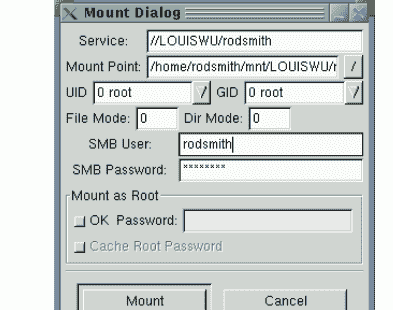 Mount Dialog
Service: //LOUISWU/rodsmith
Mount Point: /home/rodsmith/mnt/LOUISWU/r
UID 0 root GID 0 root
File Mode: 0 Dir Mode: 0
SMB User: rodsmith
SMB Password: ********
Mount as Root
OK Password:
Cache Root Password
Mount Cancel